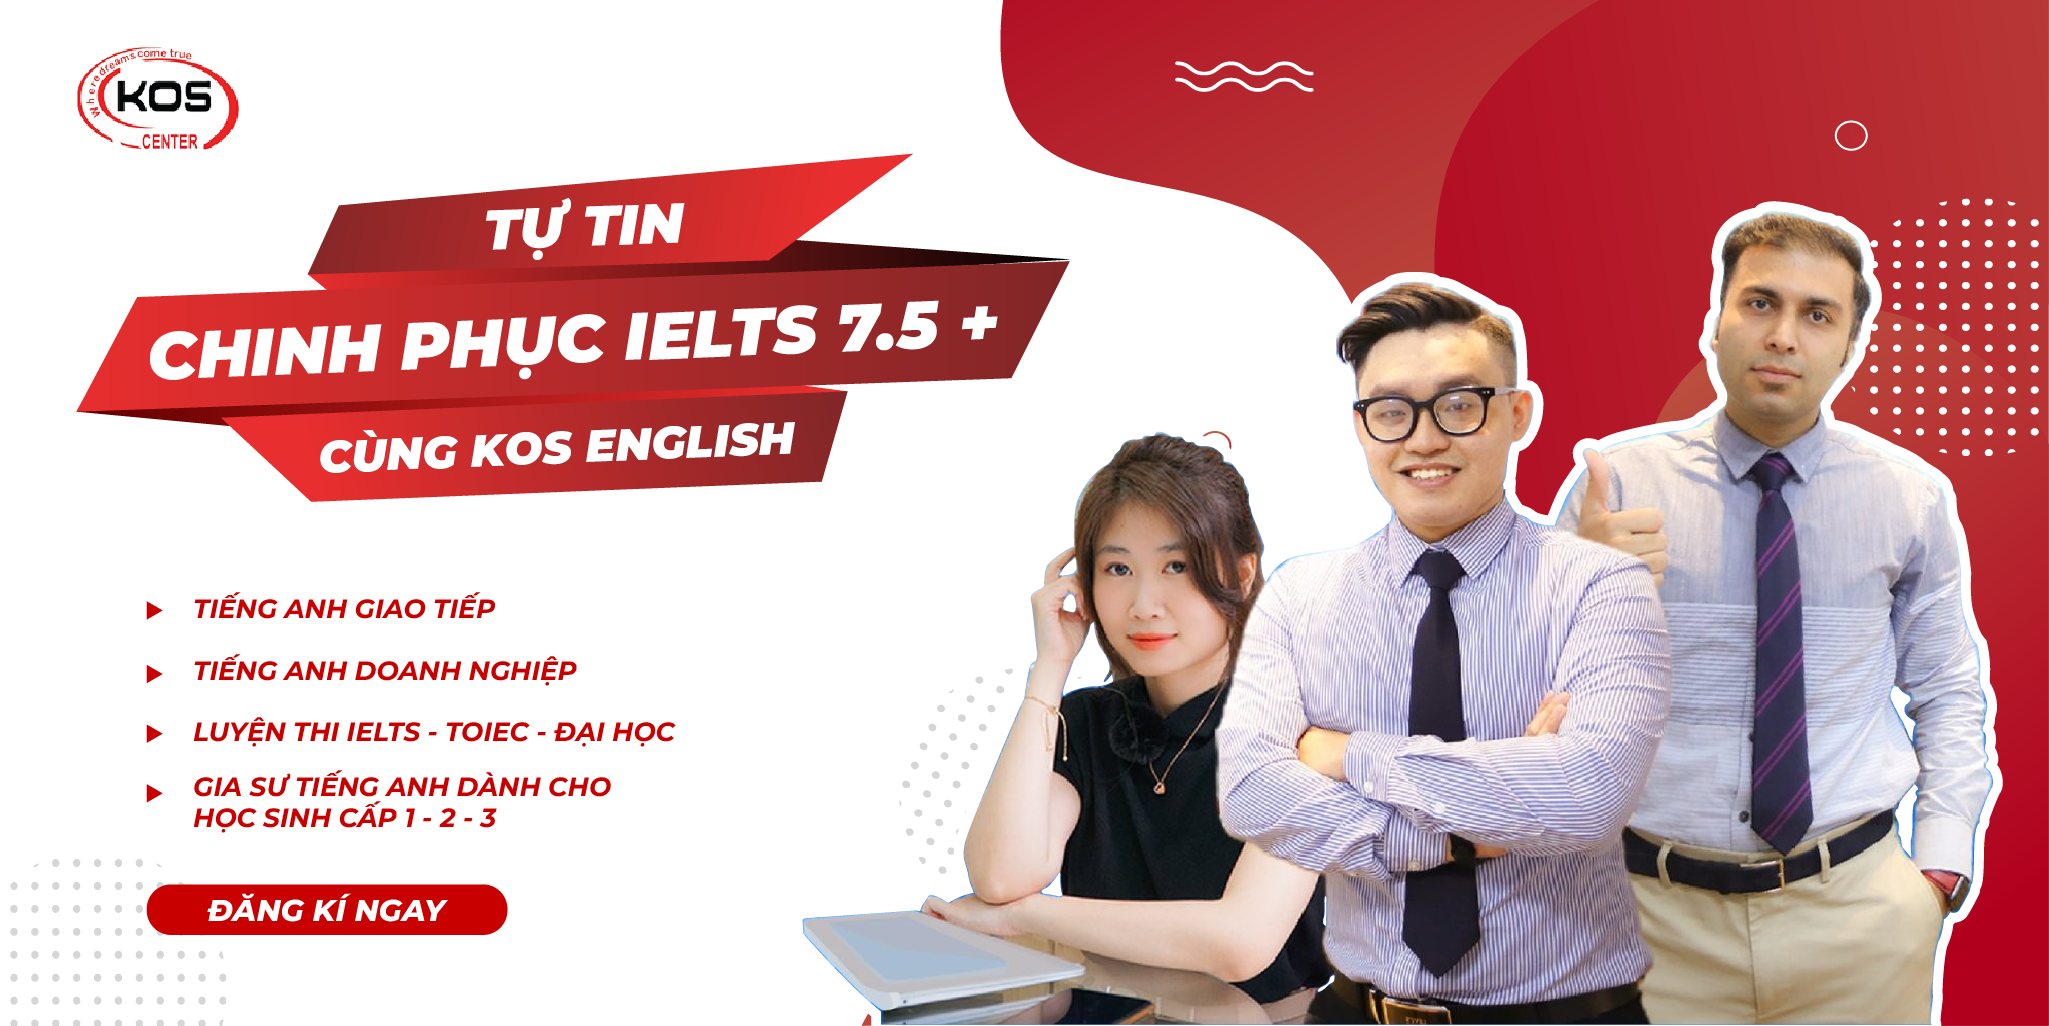 where dreams come true
KOS
CENTER
TỰ TIN
CHINH PHỤC IELTS 7.5 +
CÙNG KOS ENGLISH
TIẾNG ANH GIAO TIẾP
TIẾNG ANH DOANH NGHIỆP
LUYỆN THI IELTS - TOIEC - ĐẠI HỌC
GIA SƯ TIẾNG ANH DÀNH CHO
HỌC SINH CẤP 1 - 2 - 3
ĐĂNG KÍ NGAY